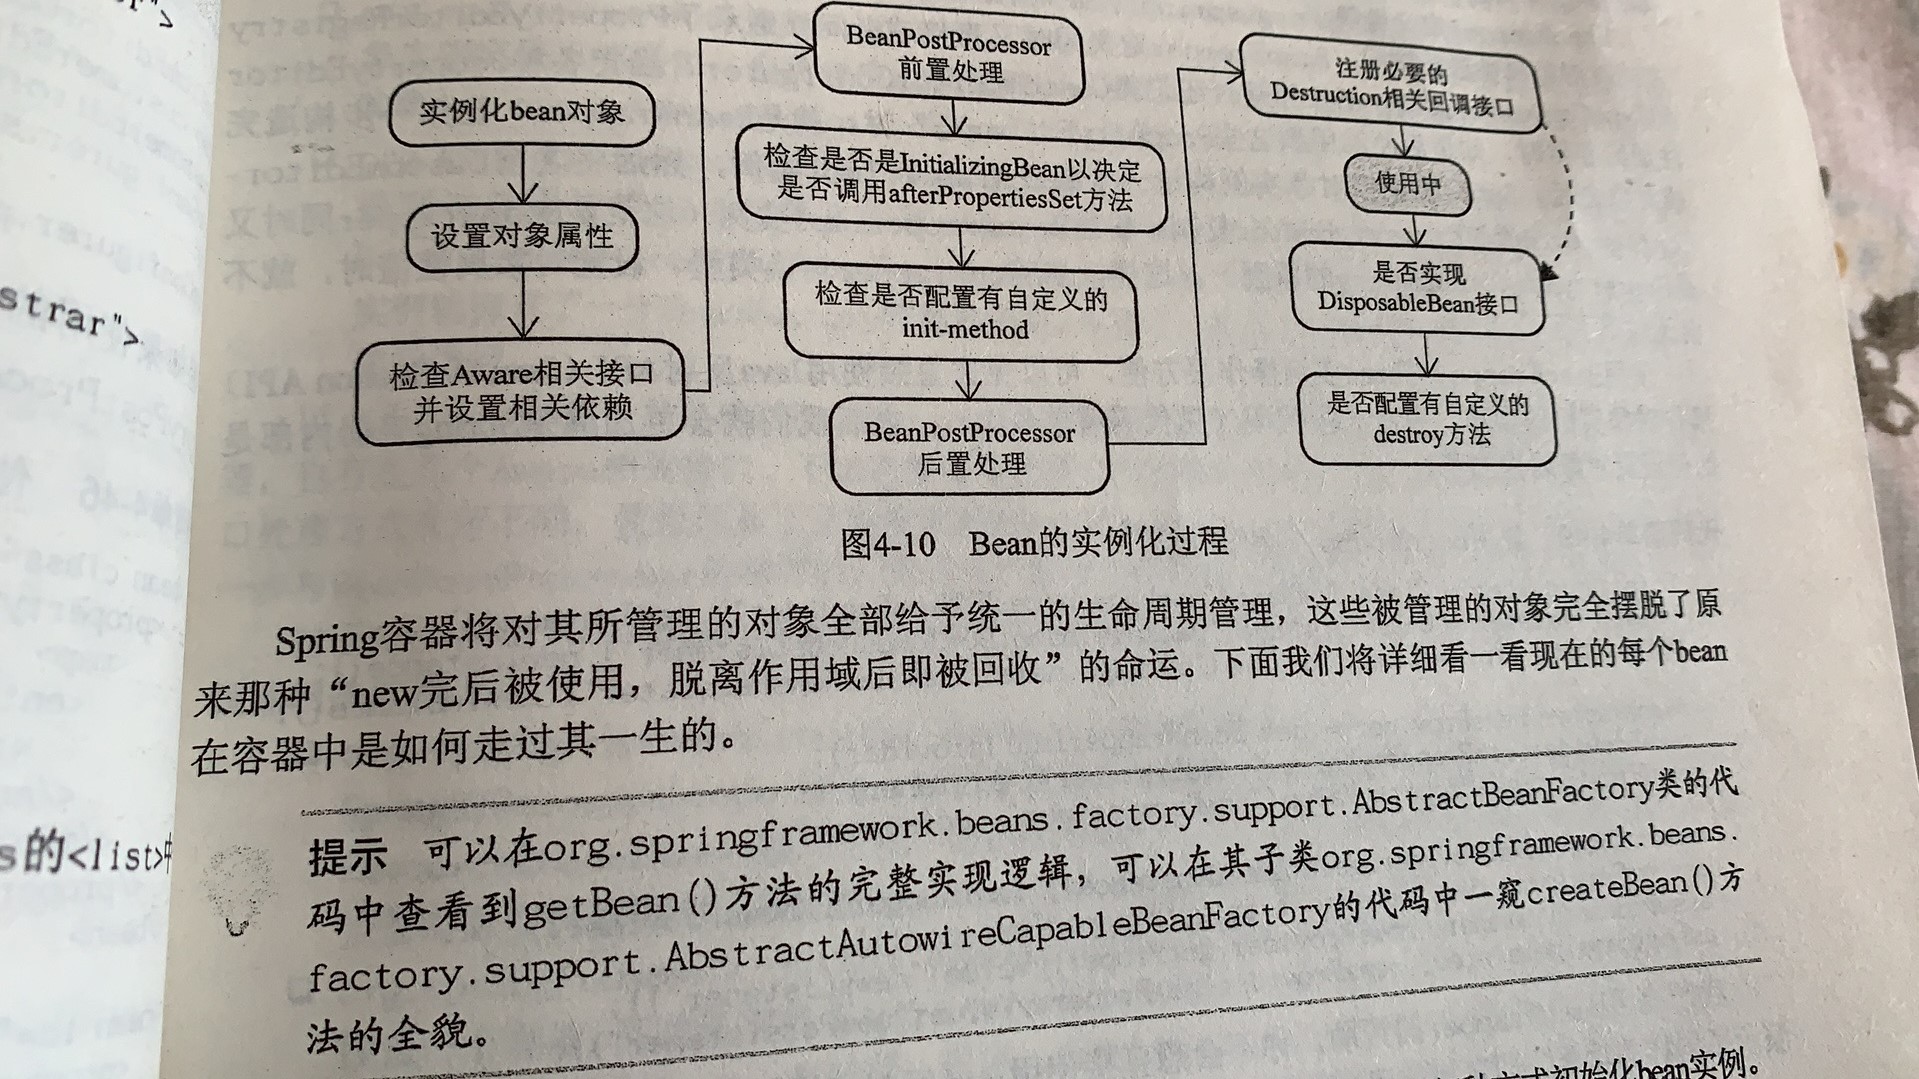 strar">
s的<list>
实例化bean对象
设置对象属性
检查Aware相关接口
并设置相关依赖
BeanPostProcessor
前置处理
检查是否是InitializingBean以决定
是否调用afterPropertiesSet方法
检查是否配置有自定义的
init-method
BeanPostProcessor
后置处理
注册必要的
Destruction相关回调接口
使用中
是否实现
DisposableBean接口
是否配置有自定义的
destroy方法
图4-10 Bean的实例化过程
Spring容器将对其所管理的对象全部给予统一的生命周期管理，这些被管理的对象完全摆脱了原
来那种“new完后被使用，脱离作用域后即被回收”的命运。下面我们将详细看一看现在的每个bean
在容器中是如何走过其一生的。
提示 可以在org.springframework.beans.factory.support.AbstractBeanFactory类的代
码中查看到getBean()方法的完整实现逻辑，可以在其子类org.springframework.beans.
factory.support.AbstractAutowireCapableBeanFactory的代码中一窥createBean()方
法的全貌。
方式初始化bean实例。